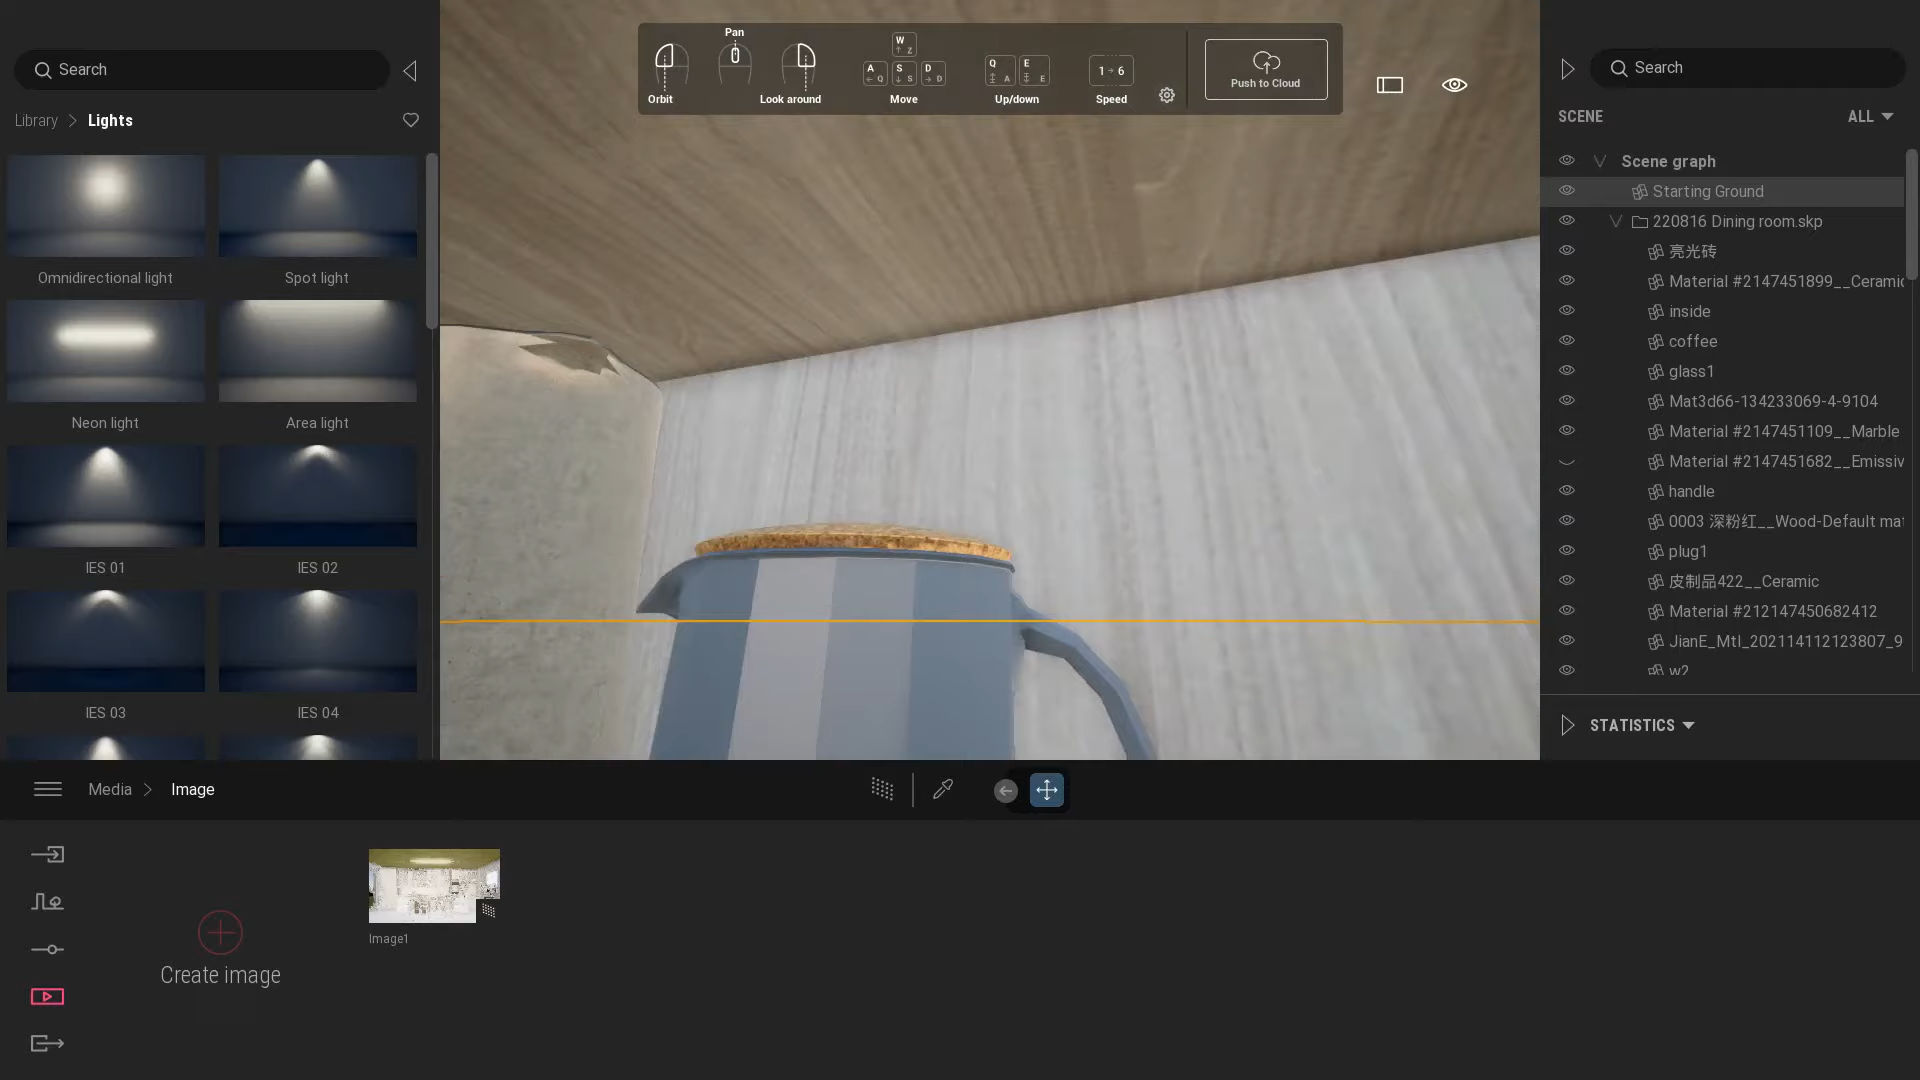 Search
Library
Lights
Omnidirectional light
Spot light
Neon light
Area light
IES 01
IES 02
IES 03
IES 04
Pan
Orbit
Look around
W
↑ Z
A
← Q
S
↓ S
D
→ D
Move
Q
A
E
E
Up/down
1 → 6
Speed
Push to Cloud
Search
SCENE
ALL
Scene graph
Starting Ground
220816 Dining room.skp
亮光砖
Material #2147451899__Ceramic
inside
coffee
glass1
Mat3d66-134233069-4-9104
Material #2147451109__Marble
Material #2147451682__Emissiv
handle
0003 深粉红__Wood-Default mat
plug1
皮制品422__Ceramic
Material #212147450682412
JianE_Mtl_202114112123807_9
w2
STATISTICS
Media
Image
Create image
Image1